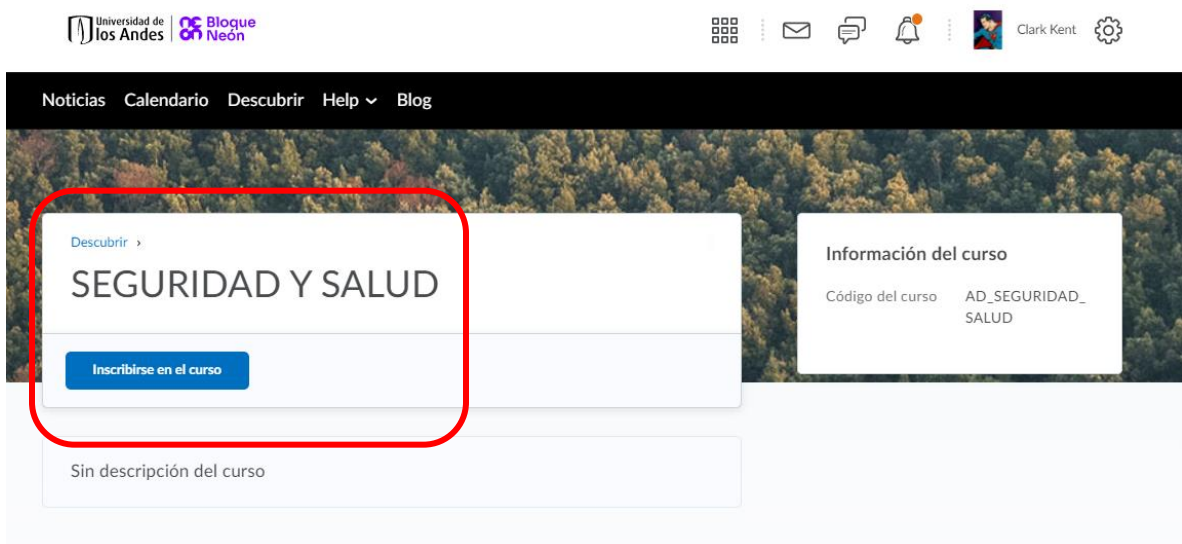 Universidad de
los Andes
Bloque
Neón
Clark Kent
Noticias Calendario Descubrir Help Blog
Descubrir ›
SEGURIDAD Y SALUD
Inscribirse en el curso
Sin descripción del curso
Información del curso
Código del curso AD_SEGURIDAD_
SALUD